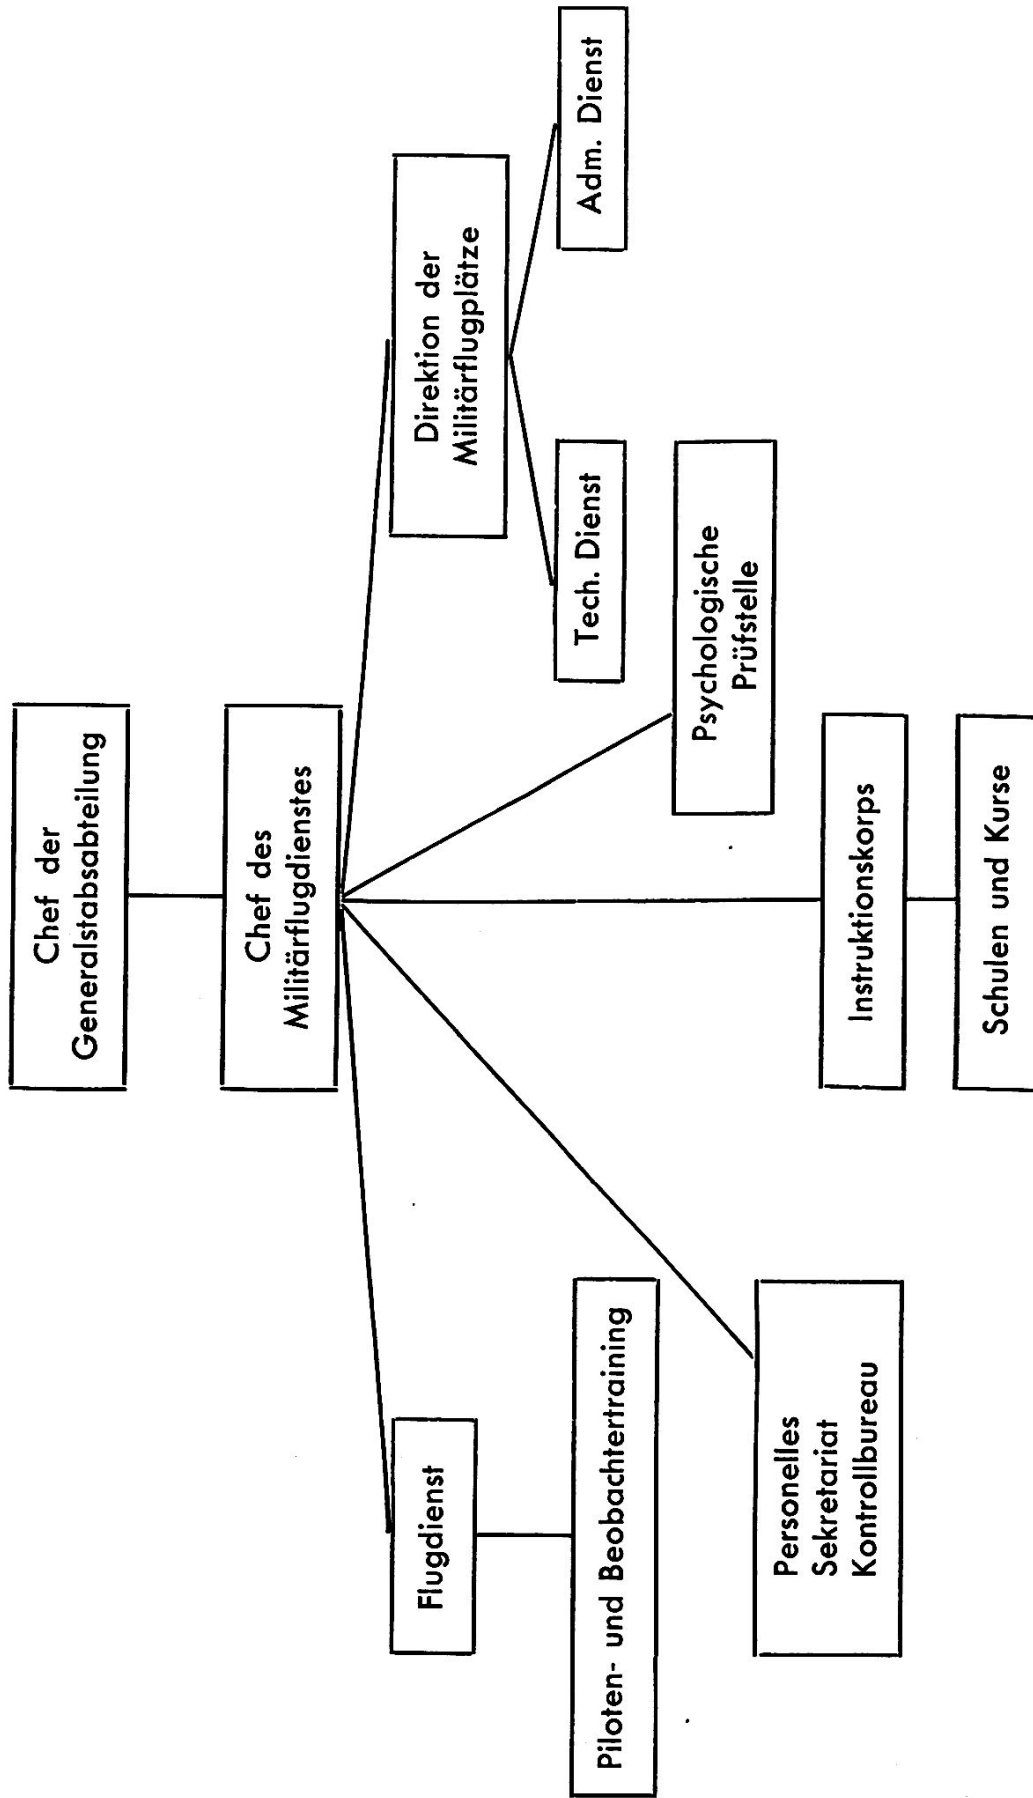 Chef der
Generalstabsabteilung
Chef des
Militärflugdienstes
Flugdienst
Direktion der
Militärflugplätze
Piloten- und Beobachtertraining
Tech. Dienst
Adm. Dienst
Personelles
Sekretariat
Kontrollbureau
Psychologische
Prüfstelle
Instruktionskorps
Schulen und Kurse